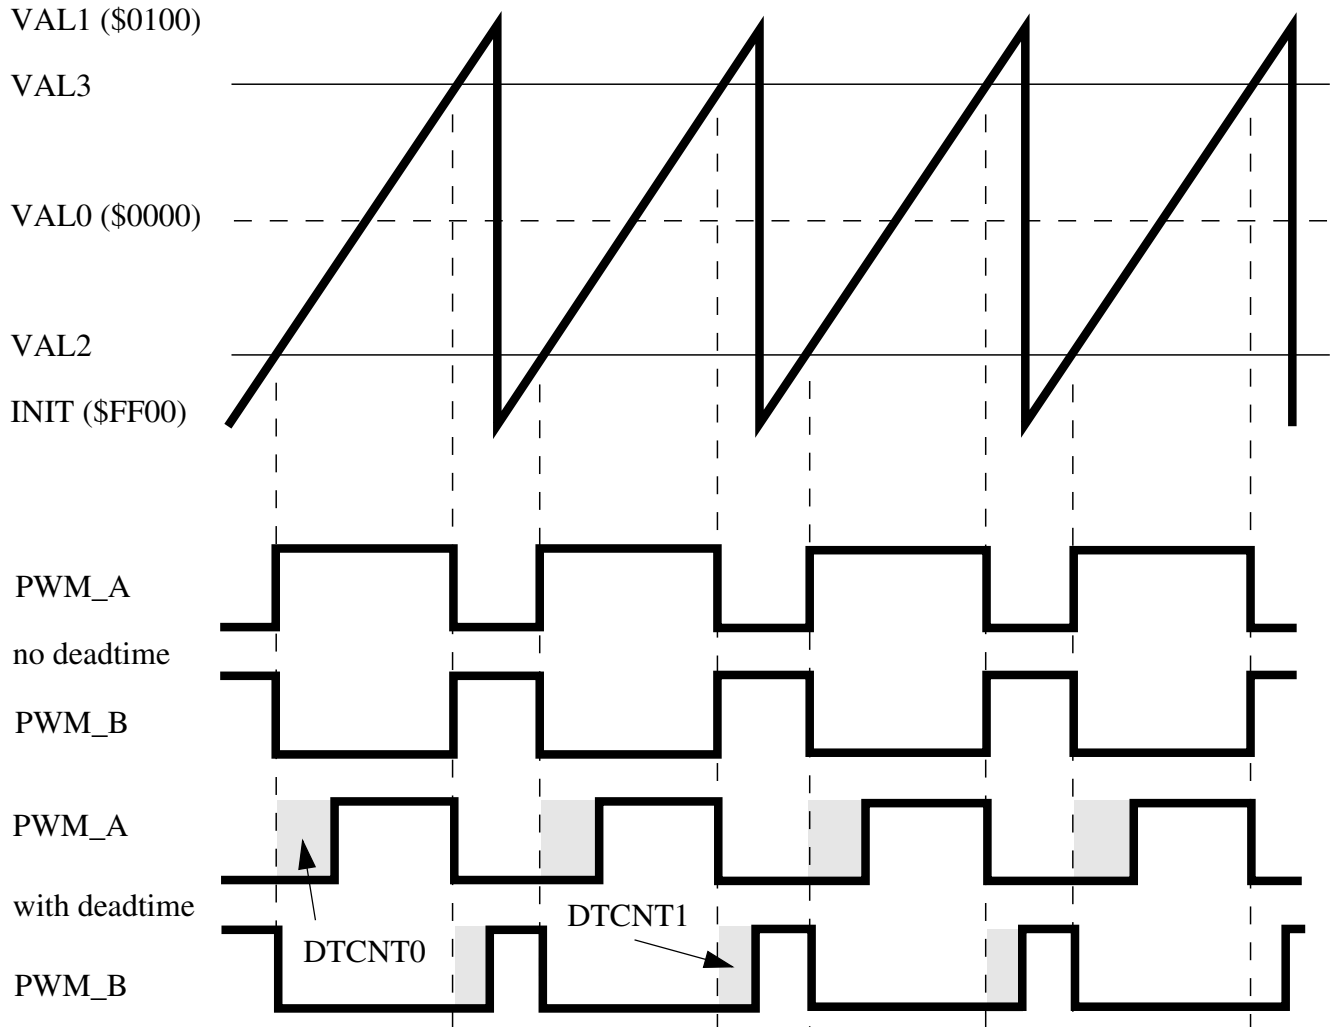 VAL1 ($0100)
VAL3
VAL0 ($0000)
VAL2
INIT ($FF00)
PWM_A
no deadtime
PWM_B
PWM_A
with deadtime
DTCNT1
DTCNT0
PWM_B